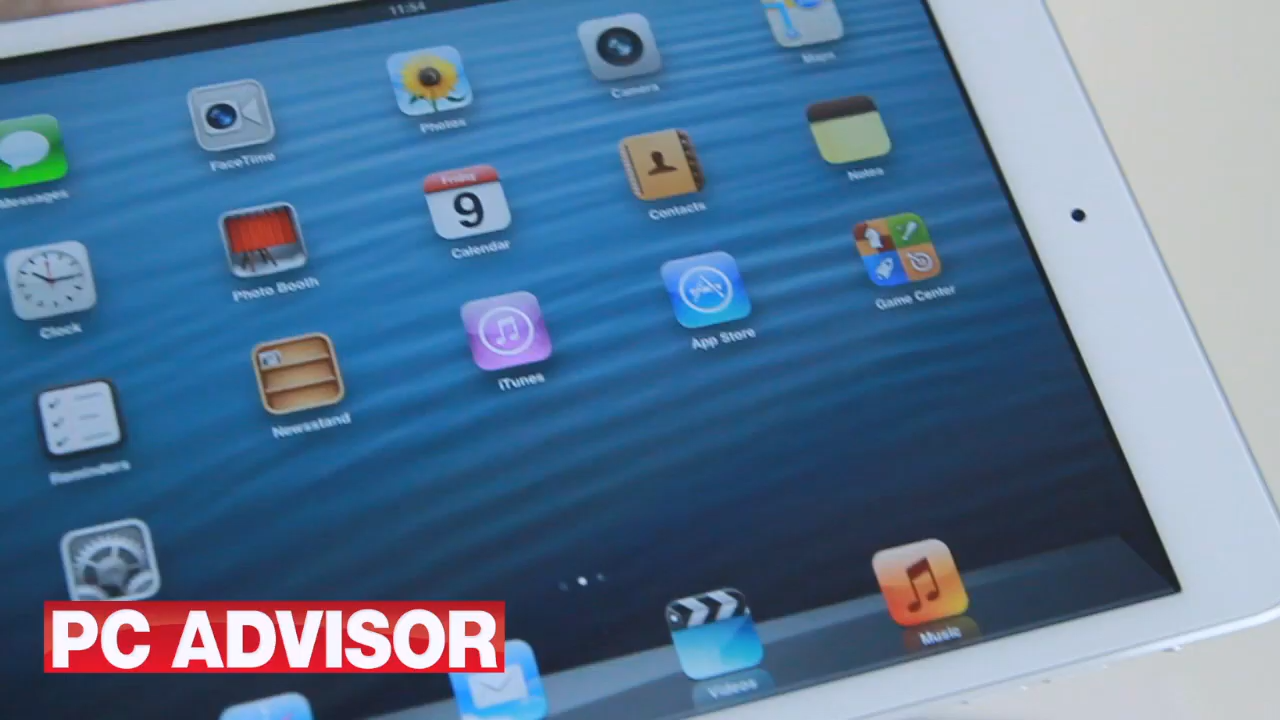 11:54
Messages
FaceTime
Photos
Camera
Maps
Clock
Photo Booth
Friday
9
Calendar
Contacts
Notes
Reminders
Newsstand
iTunes
App Store
Game Center
Videos
Music
PC ADVISOR